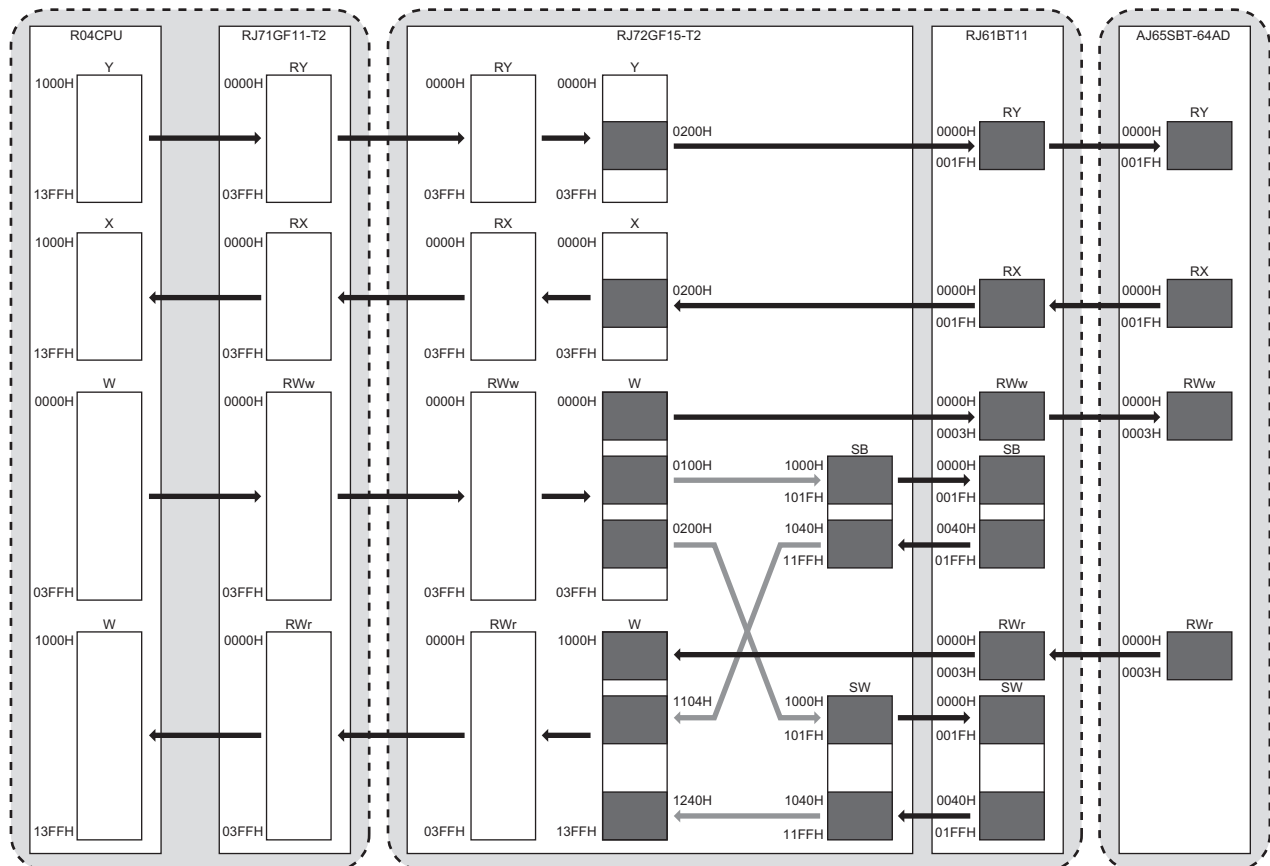 R04CPU RJ71GF11-T2 RJ72GF15-T2 RJ61BT11 AJ65SBT-64AD
Y RY RY Y
1000H 0000H 0000H 0000H
RY RY
0200H 0000H 0000H
001FH 001FH
13FFH 03FFH 03FFH 03FFH
X RX RX X
1000H 0000H 0000H 0000H
RX RX
0200H 0000H 0000H
001FH 001FH
13FFH 03FFH 03FFH 03FFH
W RWw RWw W RWw RWw
0000H 0000H 0000H 0000H 0000H 0000H
0003H 0003H
SB SB
0100H 1000H 0000H
101FH 001FH
0200H 1040H 0040H
11FFH 01FFH
03FFH 03FFH 03FFH 03FFH
W RWr RWr W RWr RWr
1000H 0000H 0000H 1000H 0000H 0000H
0003H 0003H
SW SW
1104H 1000H 0000H
101FH 001FH
1240H 1040H 0040H
13FFH 03FFH 03FFH 13FFH 11FFH 01FFH